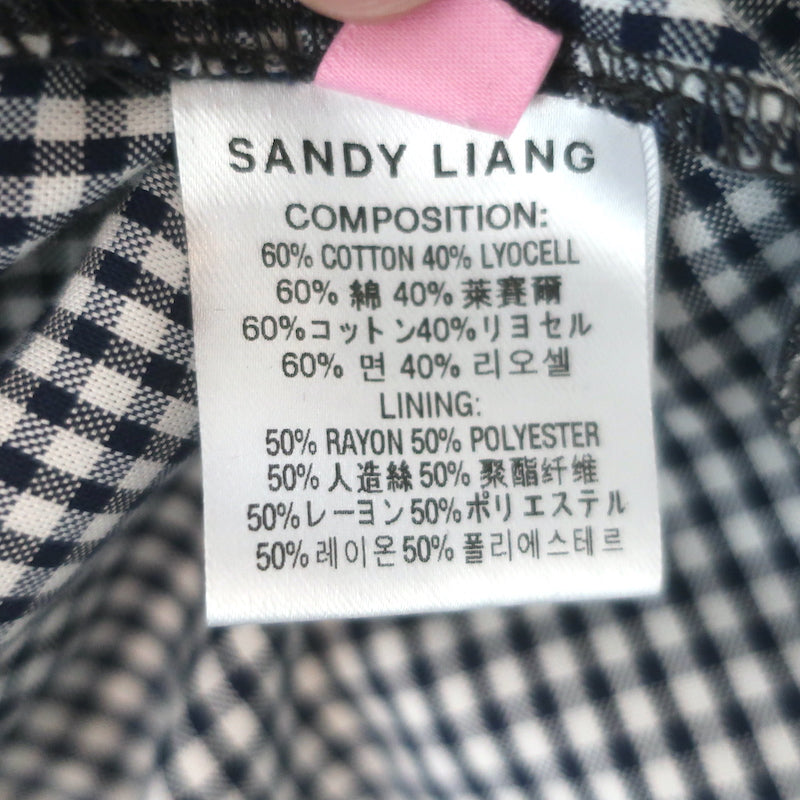 SANDY LIANG
COMPOSITION:
60% COTTON 40% LYOCELL
60% 綿 40% 萊賽爾
60%コットン40%リヨセル
60% 면 40% 리오셀
LINING:
50% RAYON 50% POLYESTER
50% 人造絲 50% 聚酯纤维
50%レーヨン 50%ポリエステル
50%레이온 50% 폴리에스테르